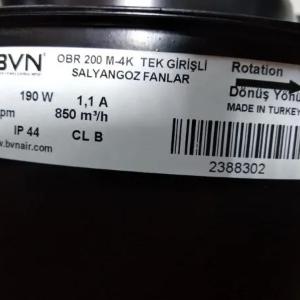 BVN
OBR 200 M-4K TEK GİRİŞLİ
SALYANGOZ FANLAR
Rotation
Dönüş Yönü
MADE IN TURKEY
190 W 1,1 A
pm 850 m³/h
IP 44 CL B
w.bvnair.com
2388302